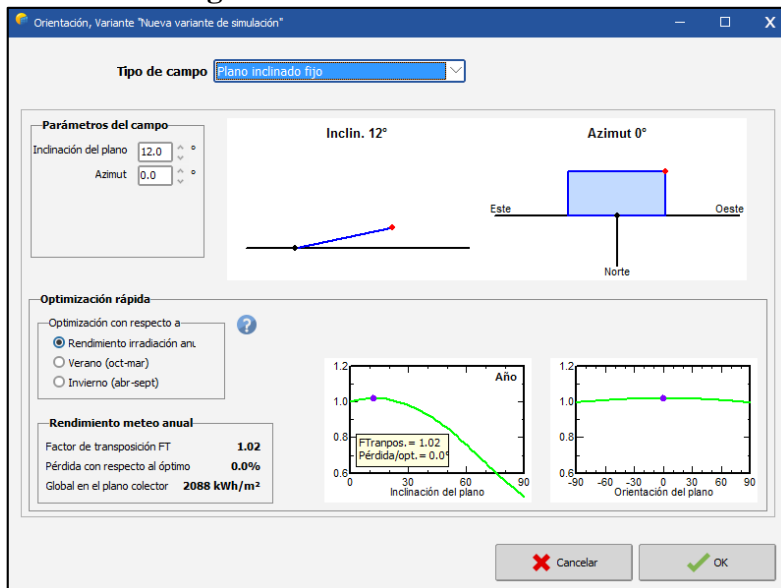 Orientación, Variante "Nueva variante de simulación"
Tipo de campo Plano inclinado fijo
Parámetros del campo
Inclinación del plano 12.0 °
Azimut 0.0 °
Inclin. 12°
Azimut 0°
Este
Oeste
Norte
Optimización rápida
Optimización con respecto a
Rendimiento irradiación anu
Verano (oct-mar)
Invierno (abr-sept)
?
Rendimiento meteo anual
Factor de transposición FT 1.02
Pérdida con respecto al óptimo 0.0%
Global en el plano colector 2088 kWh/m²
Año
1.2
1.0
0.8
0.6
FTranpos.= 1.02
Pérdida/opt.= 0.0°
0 30 60 90
Inclinación del plano
1.2
1.0
0.8
0.6
-90 -60 -30 0 30 60 90
Orientación del plano
Cancelar
OK